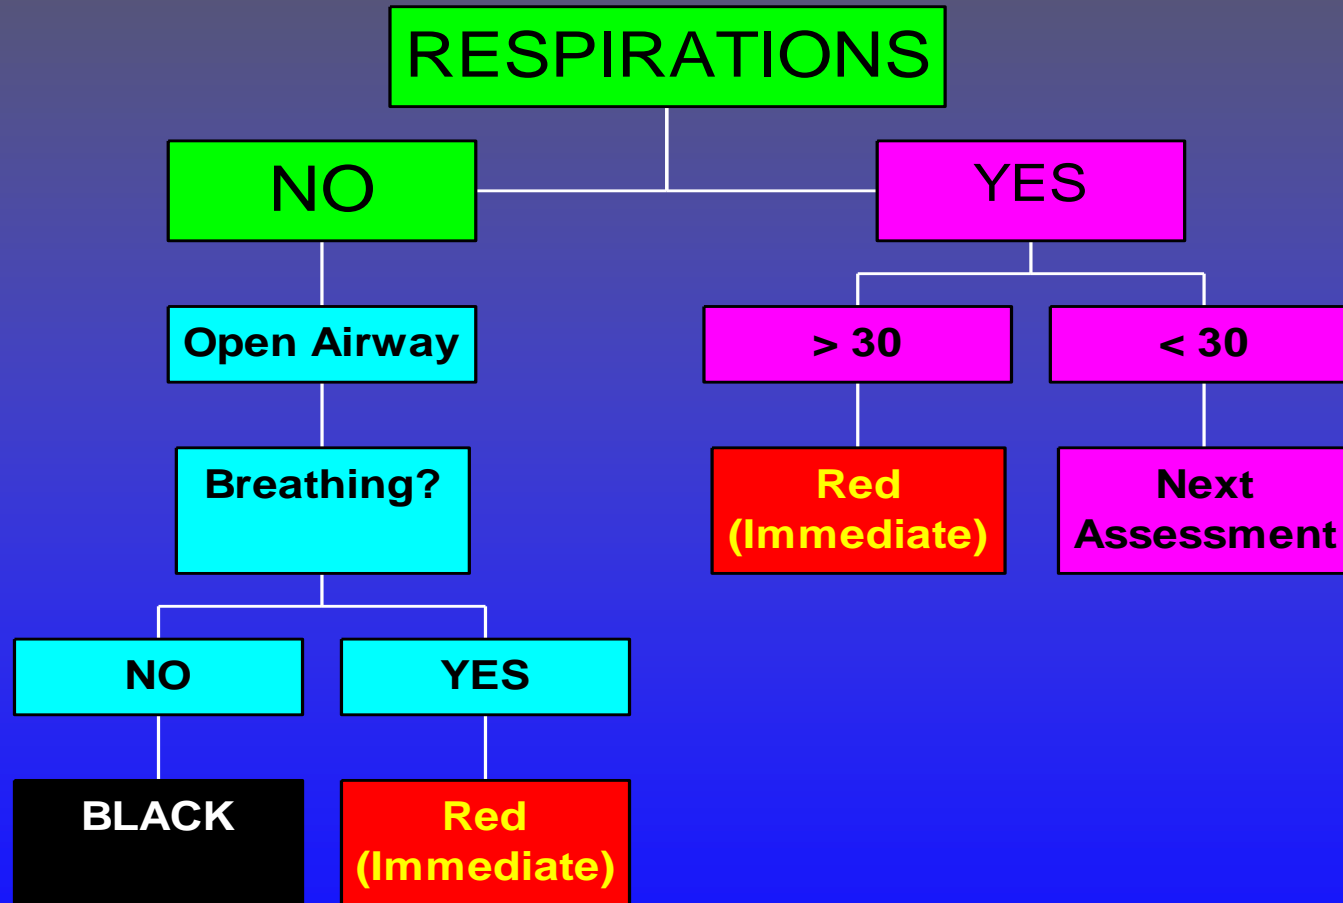 RESPIRATIONS
NO
YES
Open Airway
> 30
< 30
Breathing?
Red
(Immediate)
Next
Assessment
NO
YES
BLACK
Red
(Immediate)